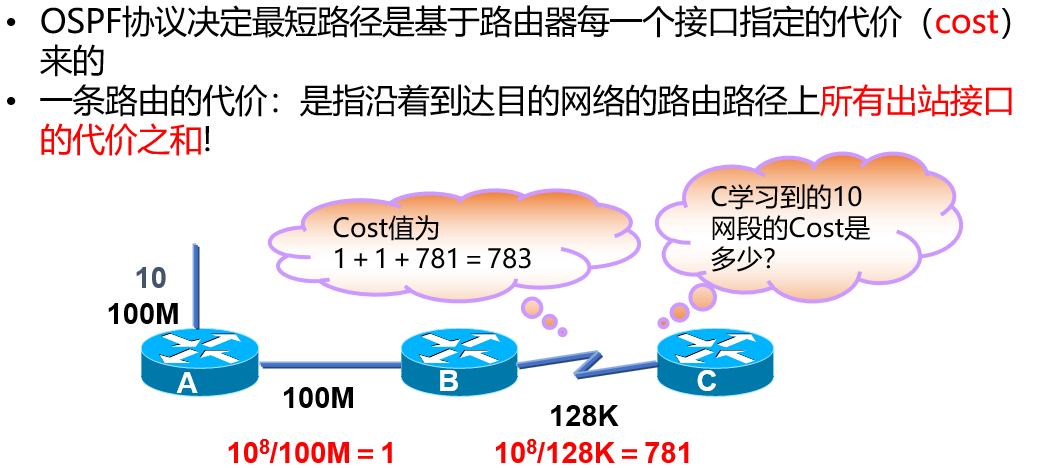 • OSPF协议决定最短路径是基于路由器每一个接口指定的代价（cost）
来的
• 一条路由的代价：是指沿着到达目的网络的路由路径上所有出站接口
的代价之和!
C学习到的10
网段的Cost是
多少？
Cost值为
1＋1＋781＝783
10
100M
A
B
C
100M
128K
10⁸/100M＝1
10⁸/128K＝781